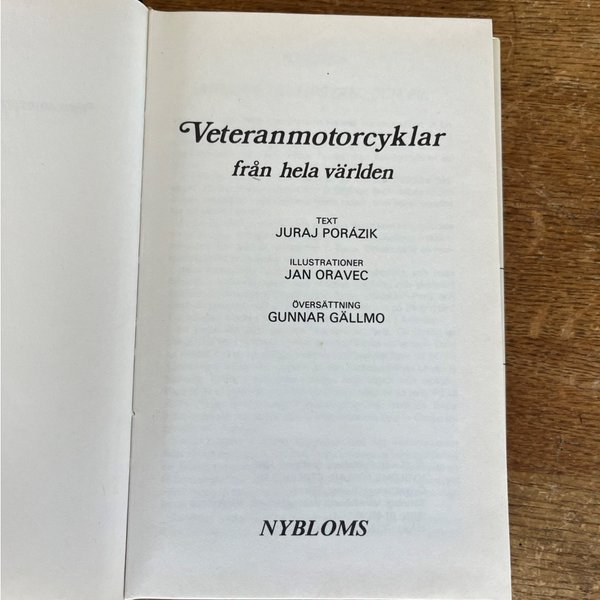 Veteranmotorcyklar
från hela världen
TEXT
JURAJ PORÁZIK
ILLUSTRATIONER
JAN ORAVEC
ÖVERSÄTTNING
GUNNAR GÄLLMO
NYBLOMS